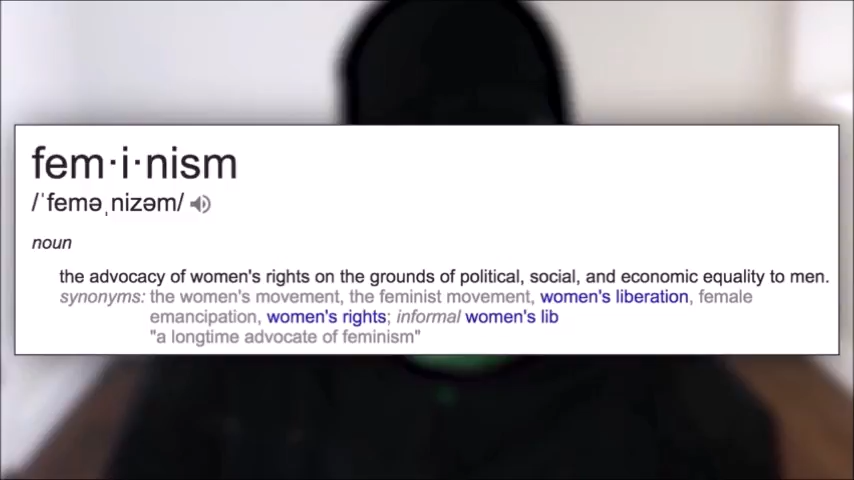 fem·i·nism
/ˈfeməˌnizəm/
noun
the advocacy of women's rights on the grounds of political, social, and economic equality to men.
synonyms: the women's movement, the feminist movement, women's liberation, female
emancipation, women's rights; informal women's lib
"a longtime advocate of feminism"